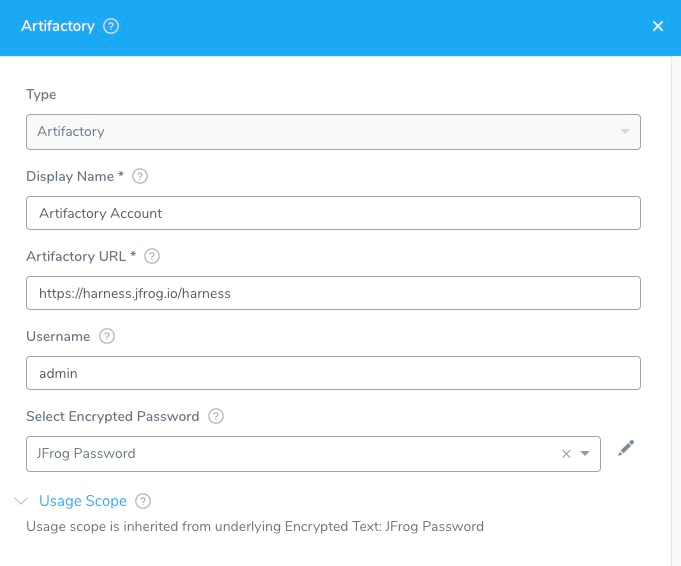 Artifactory ?
Type
Artifactory
Display Name * ?
Artifactory Account
Artifactory URL * ?
https://harness.jfrog.io/harness
Username ?
admin
Select Encrypted Password ?
JFrog Password
Usage Scope ?
Usage scope is inherited from underlying Encrypted Text: JFrog Password